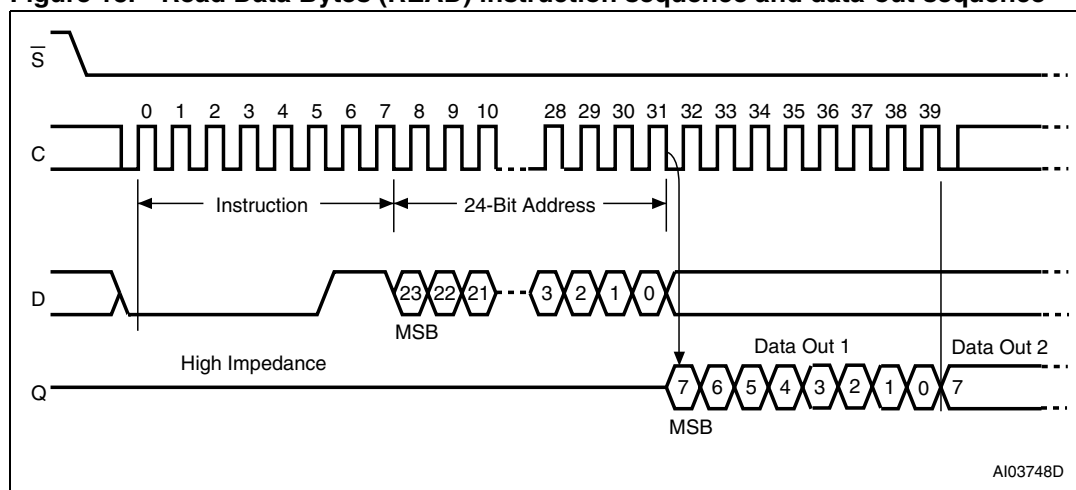 Figure 18. Read Data Bytes (READ) instruction sequence and data-out sequence
S
0 1 2 3 4 5 6 7 8 9 10 28 29 30 31 32 33 34 35 36 37 38 39
C
Instruction 24-Bit Address
D 23 22 21 3 2 1 0
MSB
High Impedance Data Out 1 Data Out 2
Q 7 6 5 4 3 2 1 0 7
MSB
AI03748D